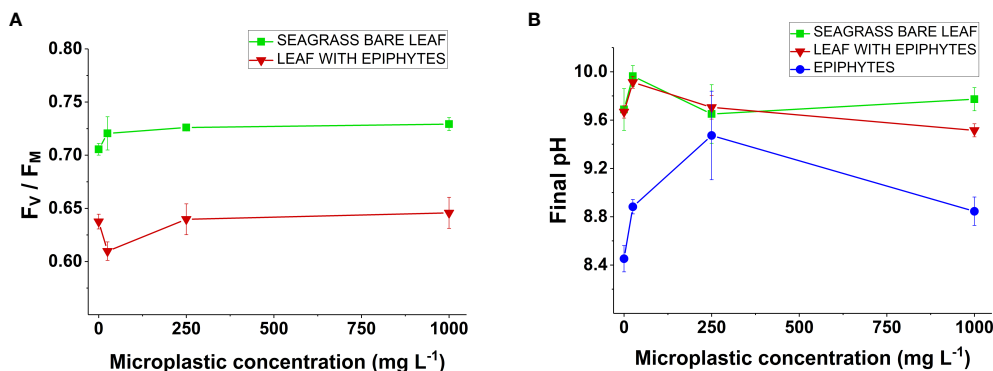 A
SEAGRASS BARE LEAF
LEAF WITH EPIPHYTES
0.80
0.75
0.70
0.65
0.60
F_V / F_M
0 250 500 750 1000
Microplastic concentration (mg L⁻¹)
B
SEAGRASS BARE LEAF
LEAF WITH EPIPHYTES
EPIPHYTES
10.0
9.6
9.2
8.8
8.4
Final pH
0 250 500 750 1000
Microplastic concentration (mg L⁻¹)